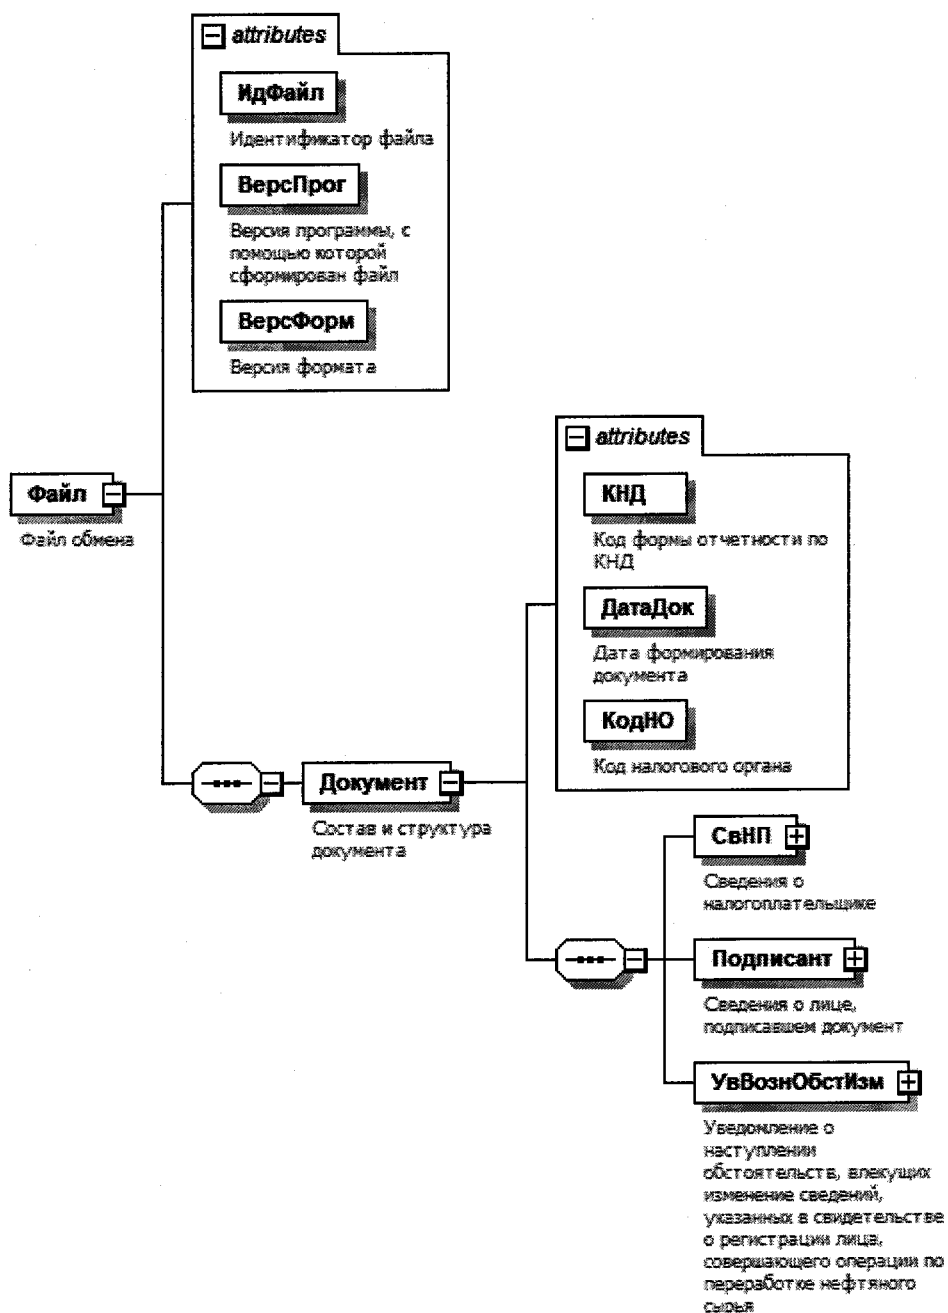 attributes
ИдФайл
Идентификатор файла
ВерсПрог
Версия программы, с
помощью которой
сформирован файл
ВерсФорм
Версия формата
Файл
Файл обмена
attributes
КНД
Код формы отчетности по
КНД
ДатаДок
Дата формирования
документа
КодНО
Код налогового органа
Документ
Состав и структура
документа
СвНП
Сведения о
налогоплательщике
Подписант
Сведения о лице,
подписавшем документ
УвВознОбстИзм
Уведомление о
наступлении
обстоятельств, влекущих
изменение сведений,
указанных в свидетельстве
о регистрации лица,
совершающего операции по
переработке нефтяного
сырья